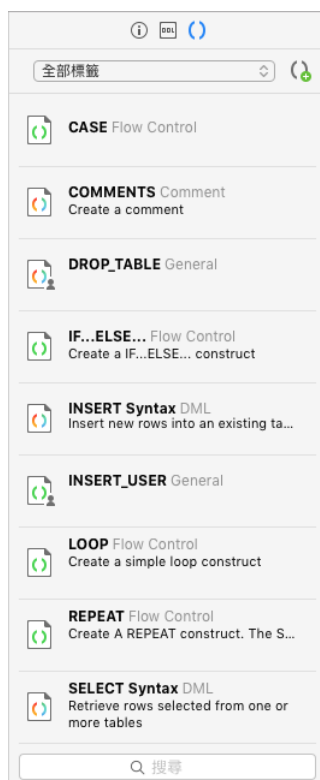 DDL
全部標籤
CASE Flow Control
COMMENTS Comment
Create a comment
DROP_TABLE General
IF...ELSE... Flow Control
Create a IF...ELSE... construct
INSERT Syntax DML
Insert new rows into an existing ta...
INSERT_USER General
LOOP Flow Control
Create a simple loop construct
REPEAT Flow Control
Create A REPEAT construct. The S...
SELECT Syntax DML
Retrieve rows selected from one or
more tables
搜尋